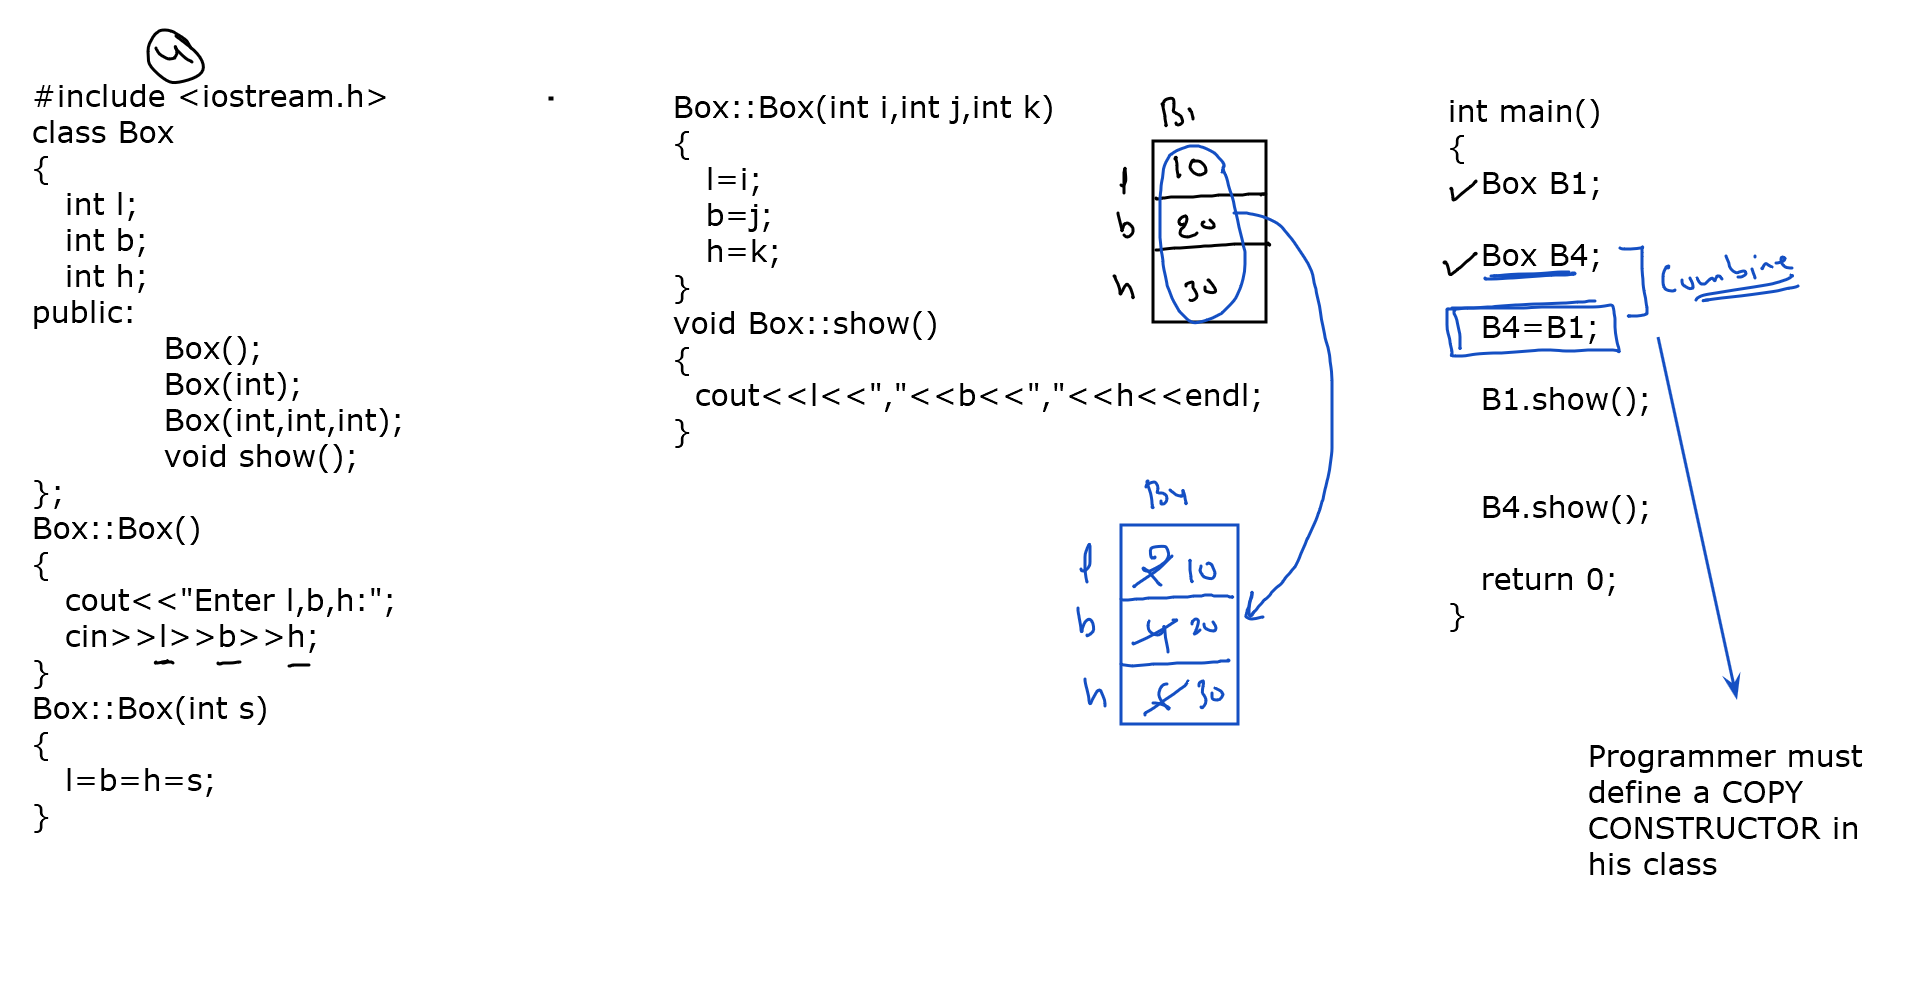 4
#include <iostream.h>
class Box
{
int l;
int b;
int h;
public:
Box();
Box(int);
Box(int,int,int);
void show();
};
Box::Box()
{
cout<<"Enter l,b,h:";
cin>>l>>b>>h;
}
Box::Box(int s)
{
l=b=h=s;
}
Box::Box(int i,int j,int k)
{
l=i;
b=j;
h=k;
}
void Box::show()
{
cout<<l<<","<<b<<","<<h<<endl;
}
B1
l 10
b 20
h 30
B4
l 10
b 4 20
h 30
int main()
{
Box B1;
Box B4;
B4=B1;
Combine
B1.show();
B4.show();
return 0;
}
Programmer must
define a COPY
CONSTRUCTOR in
his class